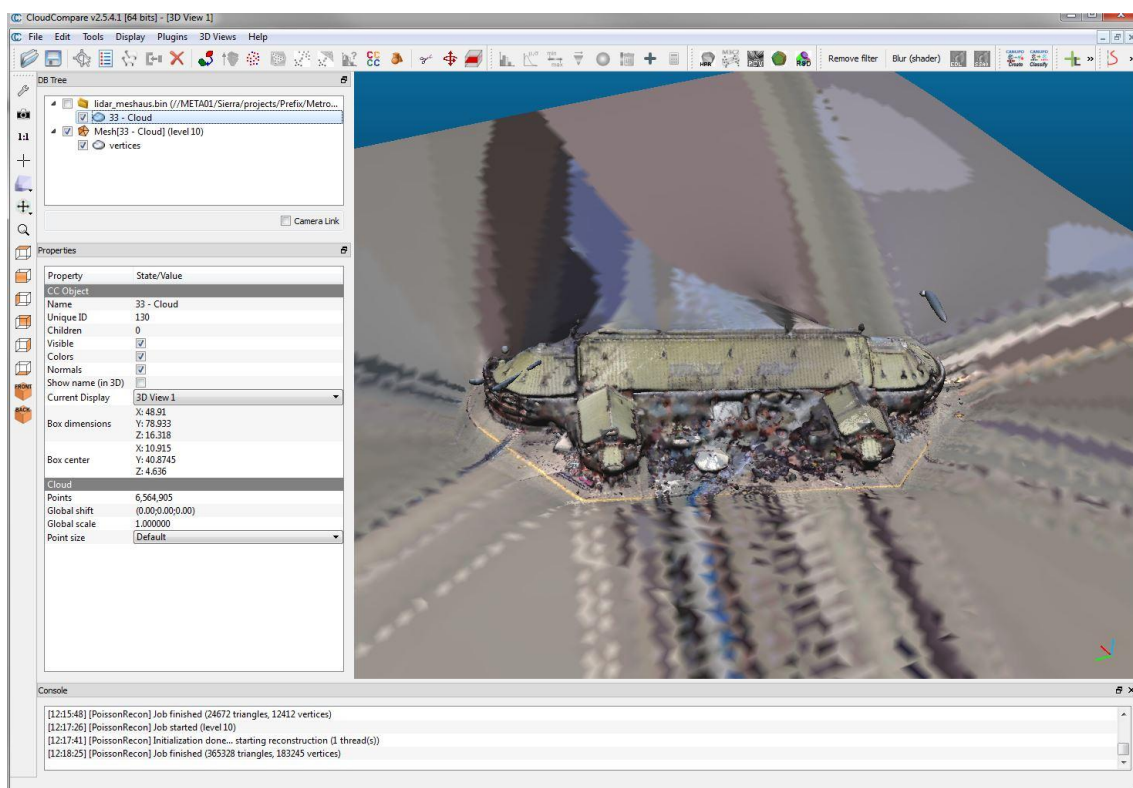 CloudCompare v2.5.4.1 [64 bits] - [3D View 1]
File Edit Tools Display Plugins 3D Views Help
Remove filter Blur (shader)
DB Tree
lidar_meshaus.bin (//META01/Sierra/projects/Prefix/Metro...
33 - Cloud
Mesh[33 - Cloud] (level 10)
vertices
1:1
Camera Link
Properties
Property State/Value
CC Object
Name 33 - Cloud
Unique ID 130
Children 0
Visible
Colors
Normals
Show name (in 3D)
Current Display 3D View 1
Box dimensions X: 48.91
Y: 78.933
Z: 16.318
Box center X: 10.915
Y: 40.8745
Z: 4.636
Cloud
Points 6,564,905
Global shift (0.00;0.00;0.00)
Global scale 1.000000
Point size Default
FRONT
BACK
Console
[12:15:48] [PoissonRecon] Job finished (24672 triangles, 12412 vertices)
[12:17:26] [PoissonRecon] Job started (level 10)
[12:17:41] [PoissonRecon] Initialization done... starting reconstruction (1 thread(s))
[12:18:25] [PoissonRecon] Job finished (365328 triangles, 183245 vertices)